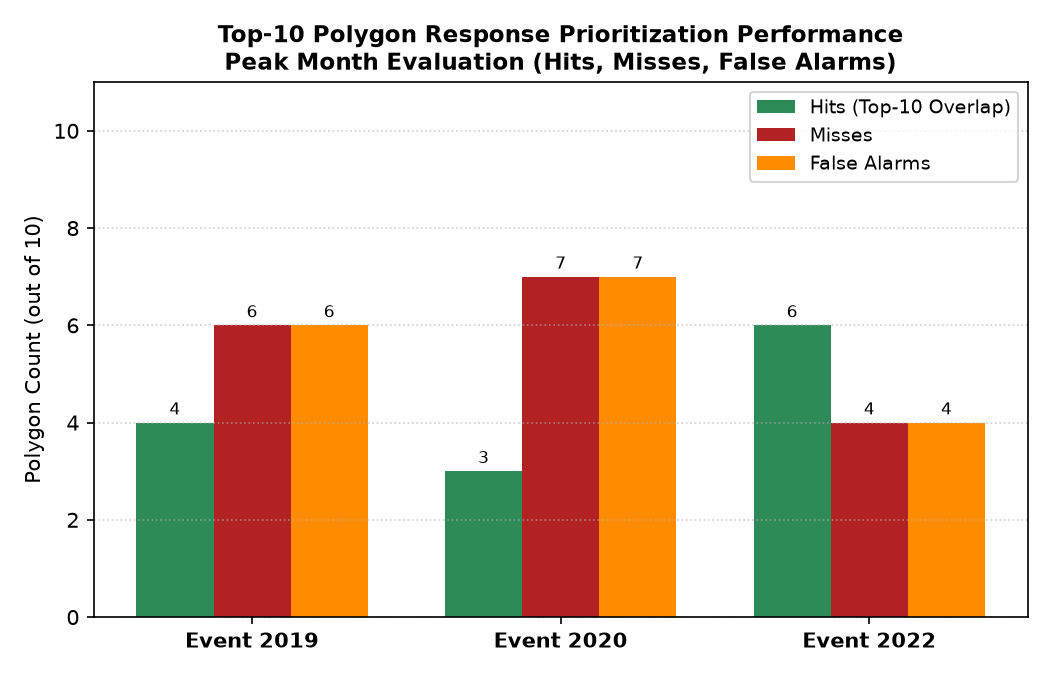 Top-10 Polygon Response Prioritization Performance
Peak Month Evaluation (Hits, Misses, False Alarms)
Hits (Top-10 Overlap)
Misses
False Alarms
Polygon Count (out of 10)
10
8
6
4
2
0
4
6
6
3
7
7
6
4
4
Event 2019
Event 2020
Event 2022